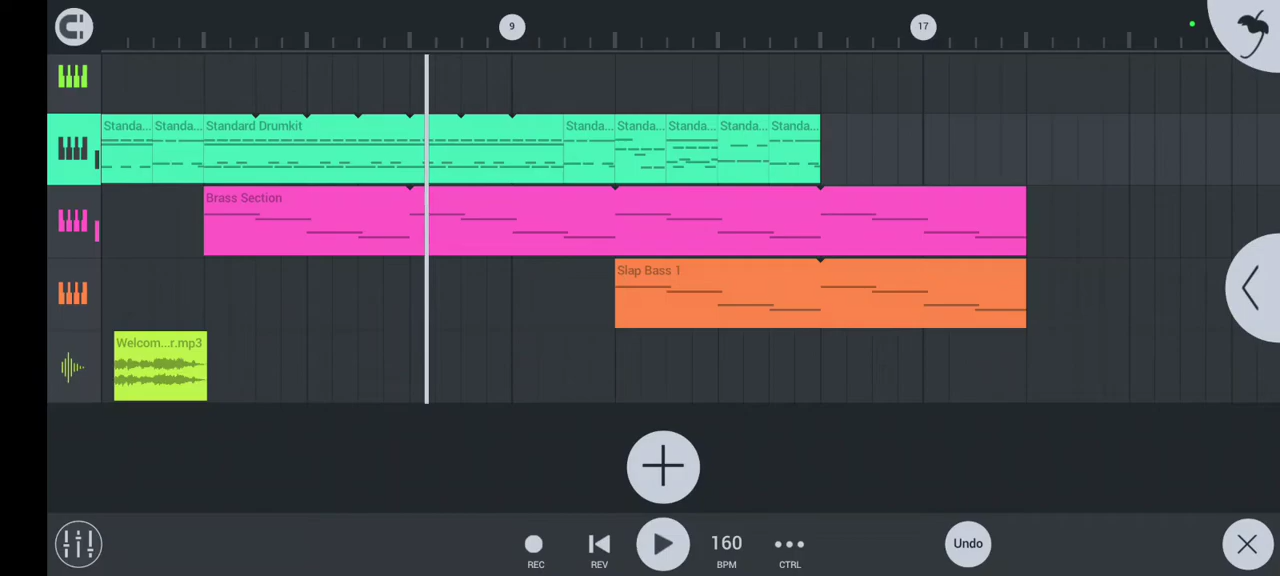 9
17
Standa...
Standa...
Standard Drumkit
Standa...
Standa...
Standa...
Standa...
Standa...
Brass Section
Slap Bass 1
Welcom...r.mp3
160
Undo
REC
REV
BPM
CTRL